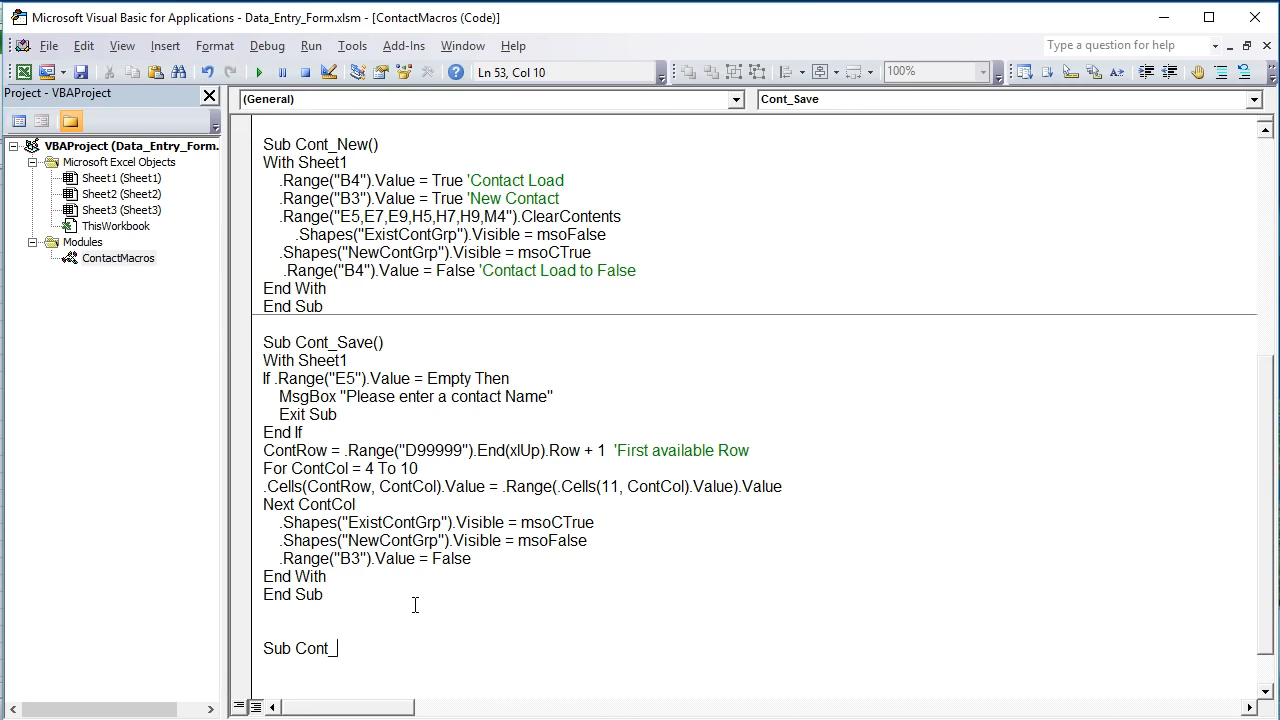 Microsoft Visual Basic for Applications - Data_Entry_Form.xlsm - [ContactMacros (Code)]
File Edit View Insert Format Debug Run Tools Add-Ins Window Help
Type a question for help
Ln 53, Col 10
100%
Project - VBAProject
(General)
Cont_Save
VBAProject (Data_Entry_Form.
Microsoft Excel Objects
Sheet1 (Sheet1)
Sheet2 (Sheet2)
Sheet3 (Sheet3)
ThisWorkbook
Modules
ContactMacros
Sub Cont_New()
With Sheet1
.Range("B4").Value = True 'Contact Load
.Range("B3").Value = True 'New Contact
.Range("E5,E7,E9,H5,H7,H9,M4").ClearContents
.Shapes("ExistContGrp").Visible = msoFalse
.Shapes("NewContGrp").Visible = msoCTrue
.Range("B4").Value = False 'Contact Load to False
End With
End Sub
Sub Cont_Save()
With Sheet1
If .Range("E5").Value = Empty Then
MsgBox "Please enter a contact Name"
Exit Sub
End If
ContRow = .Range("D99999").End(xlUp).Row + 1 'First available Row
For ContCol = 4 To 10
.Cells(ContRow, ContCol).Value = .Range(.Cells(11, ContCol).Value).Value
Next ContCol
.Shapes("ExistContGrp").Visible = msoCTrue
.Shapes("NewContGrp").Visible = msoFalse
.Range("B3").Value = False
End With
End Sub
Sub Cont_